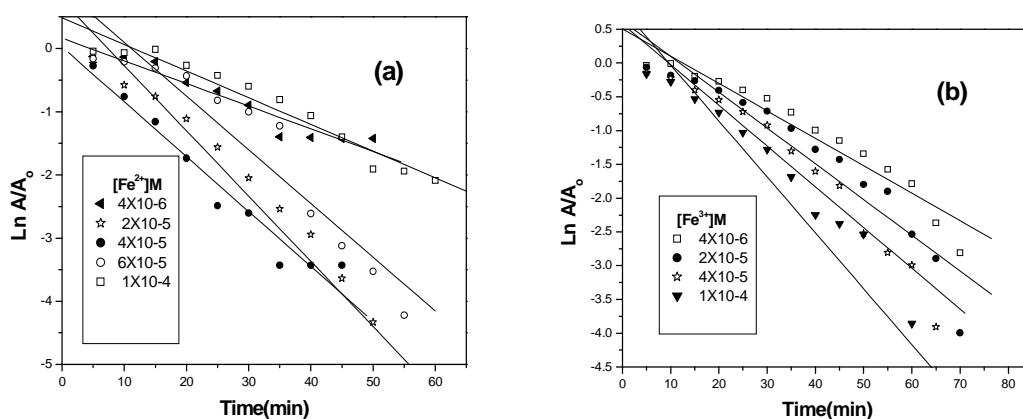 (a)
0
-1
-2
-3
-4
-5
Ln A/Ao
[Fe2+]M
4X10-6
2X10-5
4X10-5
6X10-5
1X10-4
0 10 20 30 40 50 60
Time(min)
(b)
0.5
0.0
-0.5
-1.0
-1.5
-2.0
-2.5
-3.0
-3.5
-4.0
-4.5
Ln A/Ao
[Fe3+]M
4X10-6
2X10-5
4X10-5
1X10-4
0 10 20 30 40 50 60 70 80
Time(min)